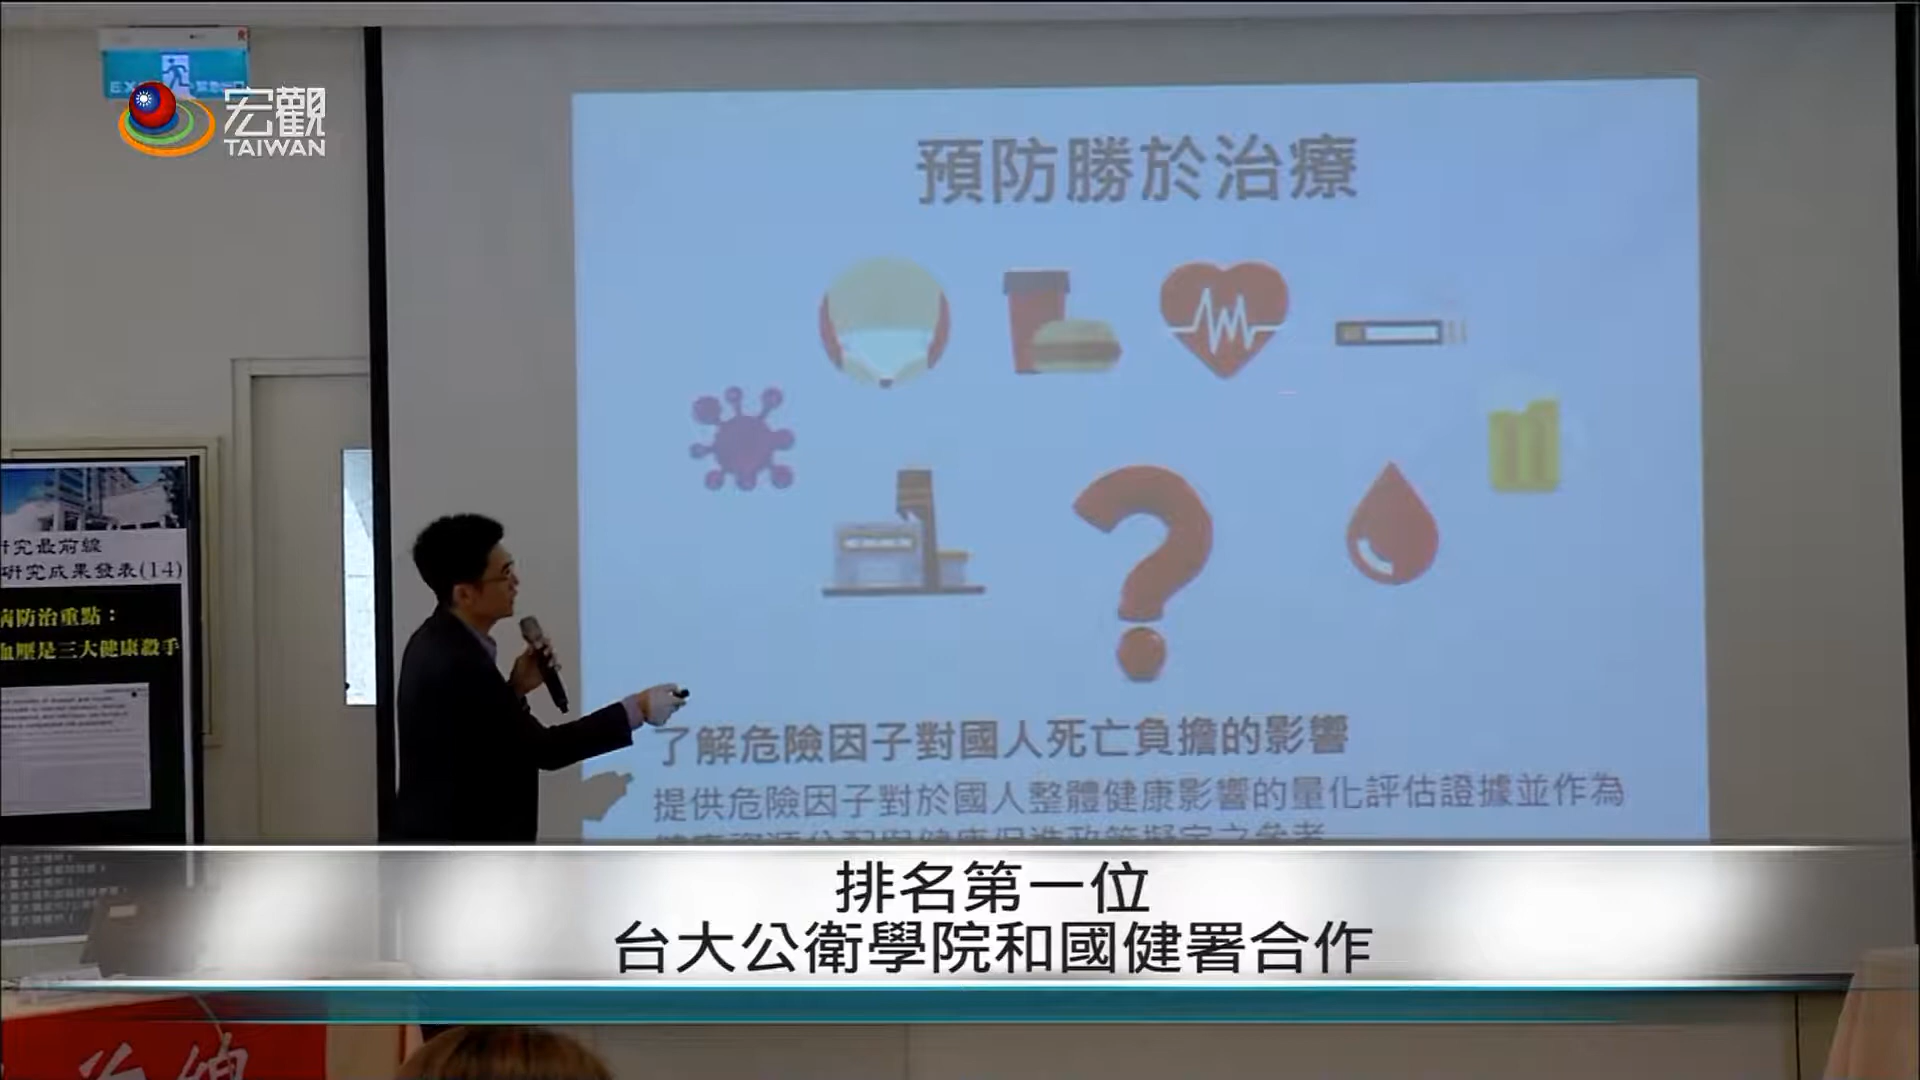 宏觀
TAIWAN
預防勝於治療
了解危險因子對國人死亡負擔的影響
提供危險因子對於國人整體健康影響的量化評估證據並作為
研究最前線
研究成果發表(14)
病防治重點：
血壓是三大健康殺手
排名第一位
台大公衛學院和國健署合作